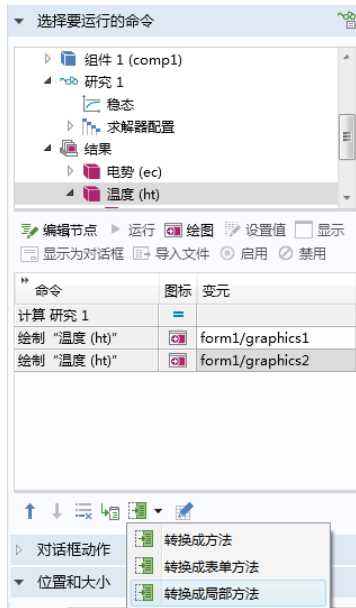 选择要运行的命令
组件 1 (comp1)
研究 1
稳态
求解器配置
结果
电势 (ec)
温度 (ht)
编辑节点 运行 绘图 设置值 显示
显示为对话框 导入文件 启用 禁用
命令 图标 变元
计算 研究 1 =
绘制 “温度 (ht)” form1/graphics1
绘制 “温度 (ht)” form1/graphics2
转换成方法
对话框动作
转换成表单方法
位置和大小
转换成局部方法